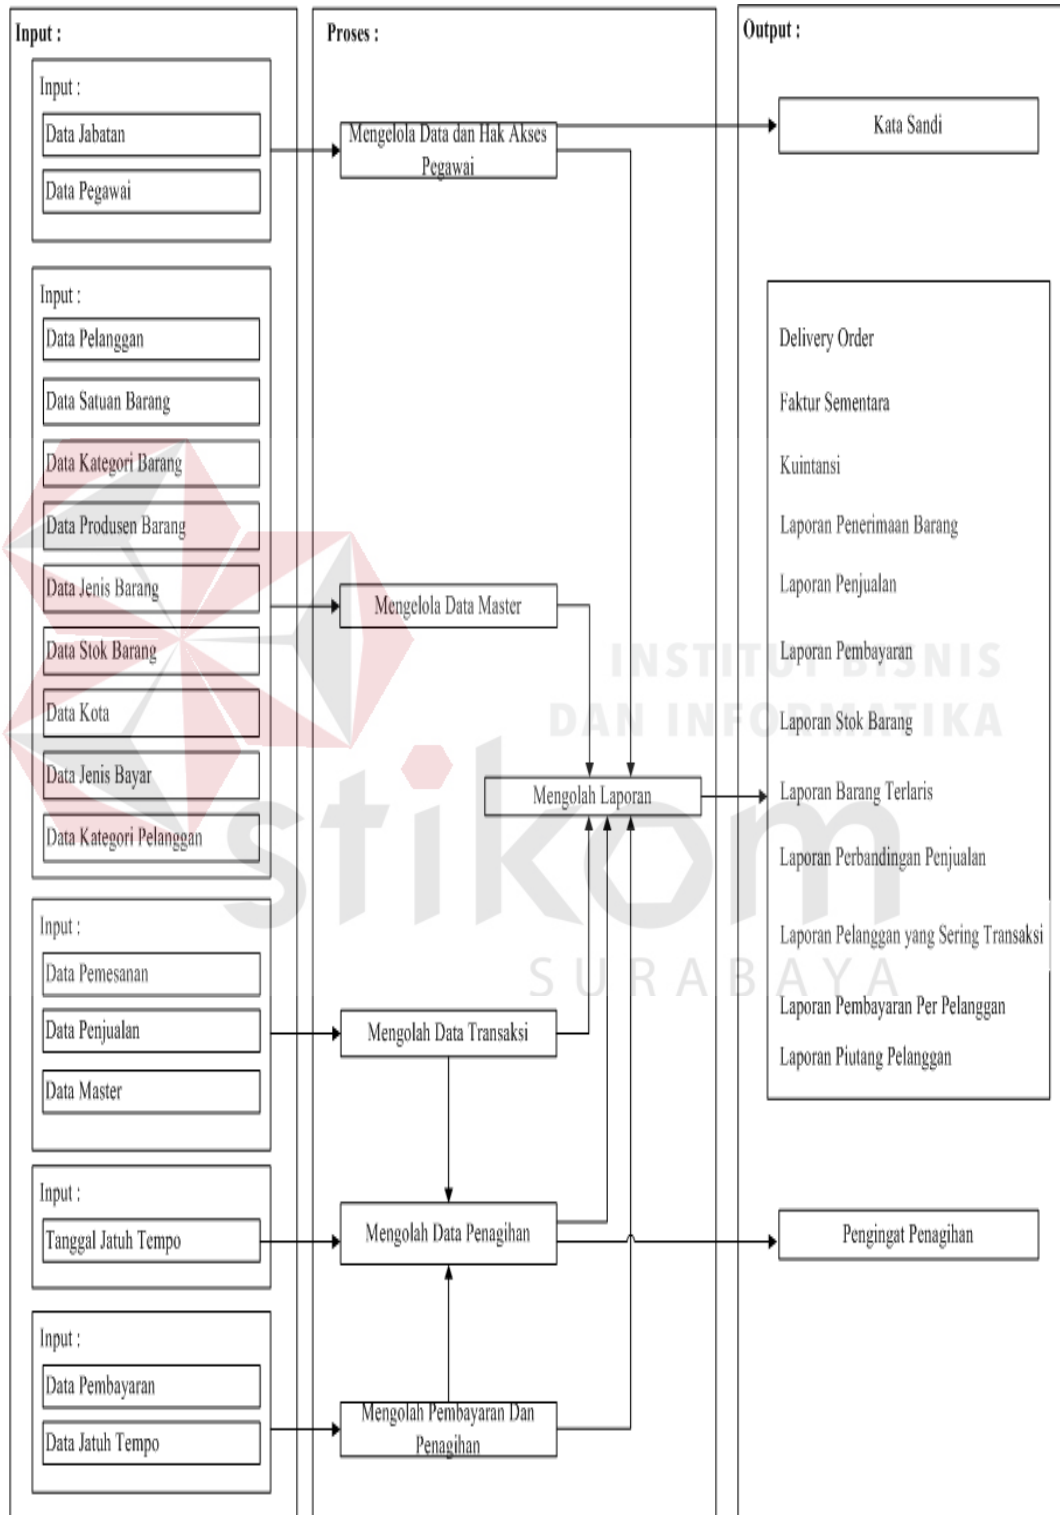 Input :
Input :
Data Jabatan
Data Pegawai
Input :
Data Pelanggan
Data Satuan Barang
Data Kategori Barang
Data Produsen Barang
Data Jenis Barang
Data Stok Barang
Data Kota
Data Jenis Bayar
Data Kategori Pelanggan
Input :
Data Pemesanan
Data Penjualan
Data Master
Input :
Tanggal Jatuh Tempo
Input :
Data Pembayaran
Data Jatuh Tempo
Proses :
Mengelola Data dan Hak Akses
Pegawai
Mengelola Data Master
Mengolah Laporan
Mengolah Data Transaksi
Mengolah Data Penagihan
Mengolah Pembayaran Dan
Penagihan
Output :
Kata Sandi
Delivery Order
Faktur Sementara
Kuintansi
Laporan Penerimaan Barang
Laporan Penjualan
Laporan Pembayaran
Laporan Stok Barang
Laporan Barang Terlaris
Laporan Perbandingan Penjualan
Laporan Pelanggan yang Sering Transaksi
Laporan Pembayaran Per Pelanggan
Laporan Piutang Pelanggan
Pengingat Penagihan
INSTITUT BISNIS
DAN INFORMATIKA
stikom
SURABAYA